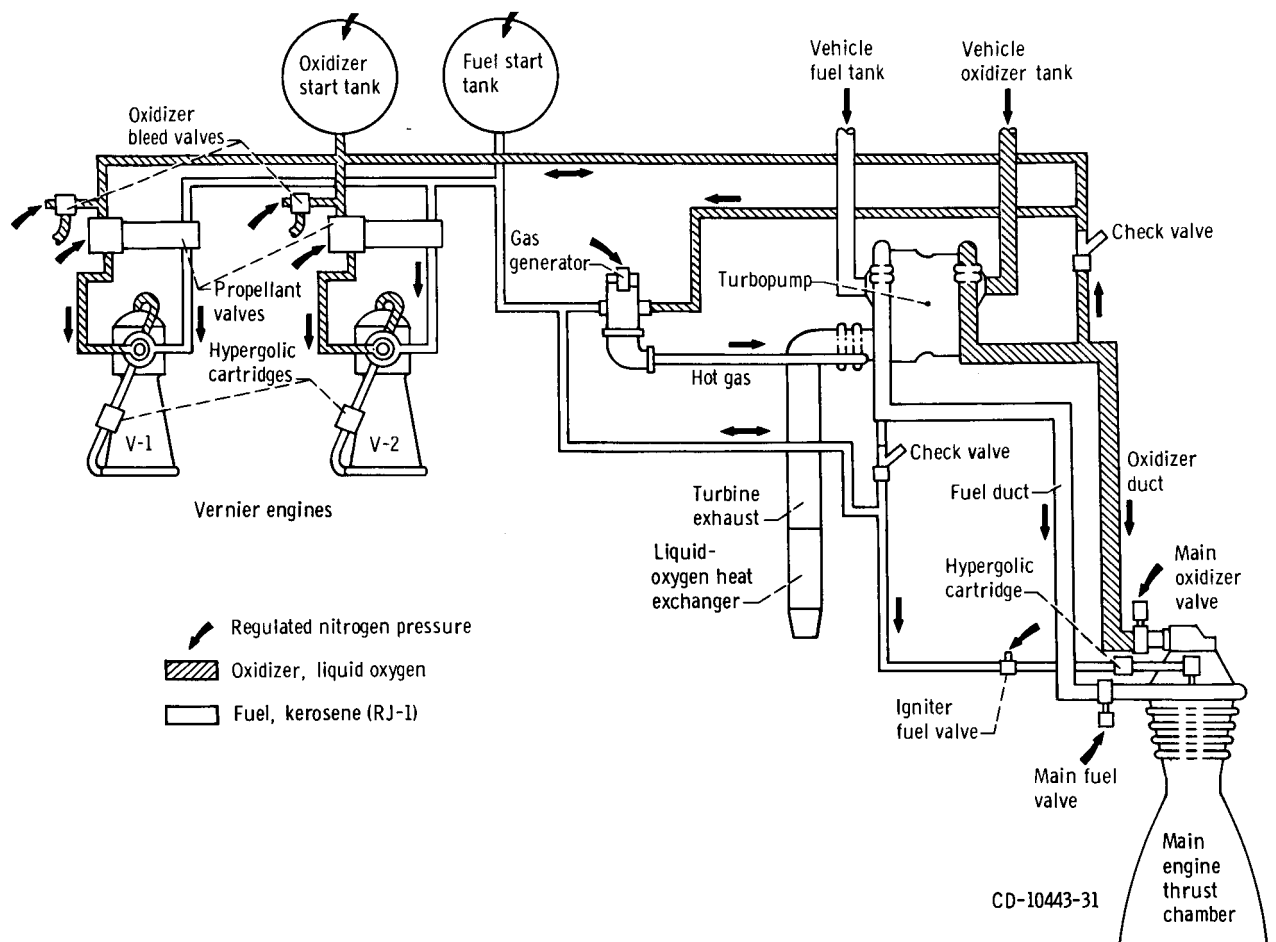 Oxidizer
start tank
Fuel start
tank
Vehicle
fuel tank
Vehicle
oxidizer tank
Oxidizer
bleed valves
Gas
generator
Check valve
Turbopump
Propellant
valves
Hypergolic
cartridges
Hot gas
V-1
V-2
Check valve
Oxidizer
duct
Fuel duct
Vernier engines
Turbine
exhaust
Liquid-
oxygen heat
exchanger
Hypergolic
cartridge
Main
oxidizer
valve
Regulated nitrogen pressure
Oxidizer, liquid oxygen
Fuel, kerosene (RJ-1)
Igniter
fuel valve
Main fuel
valve
Main
engine
thrust
chamber
CD-10443-31